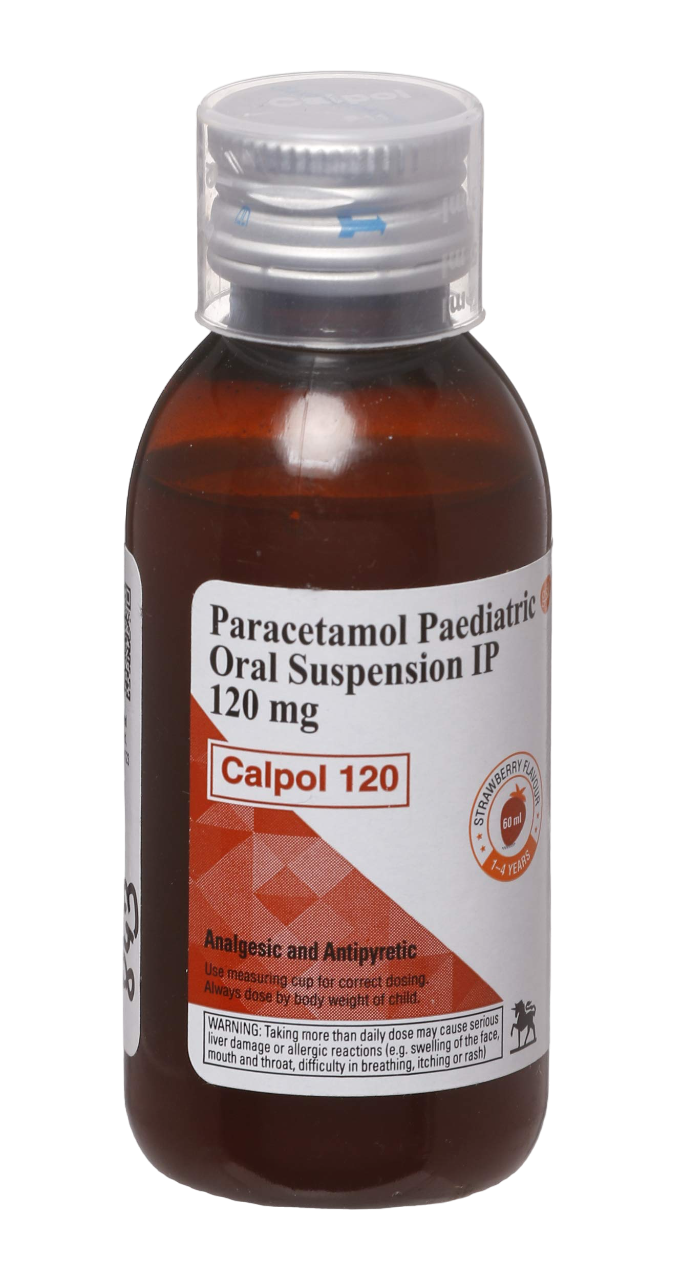 Calpol
Paracetamol Paediatric
Oral Suspension IP
120 mg
Calpol 120
STRAWBERRY FLAVOUR
60 ml
1-4 YEARS
Analgesic and Antipyretic
Use measuring cup for correct dosing.
Always dose by body weight of child.
WARNING: Taking more than daily dose may cause serious
liver damage or allergic reactions (e.g. swelling of the face,
mouth and throat, difficulty in breathing, itching or rash)